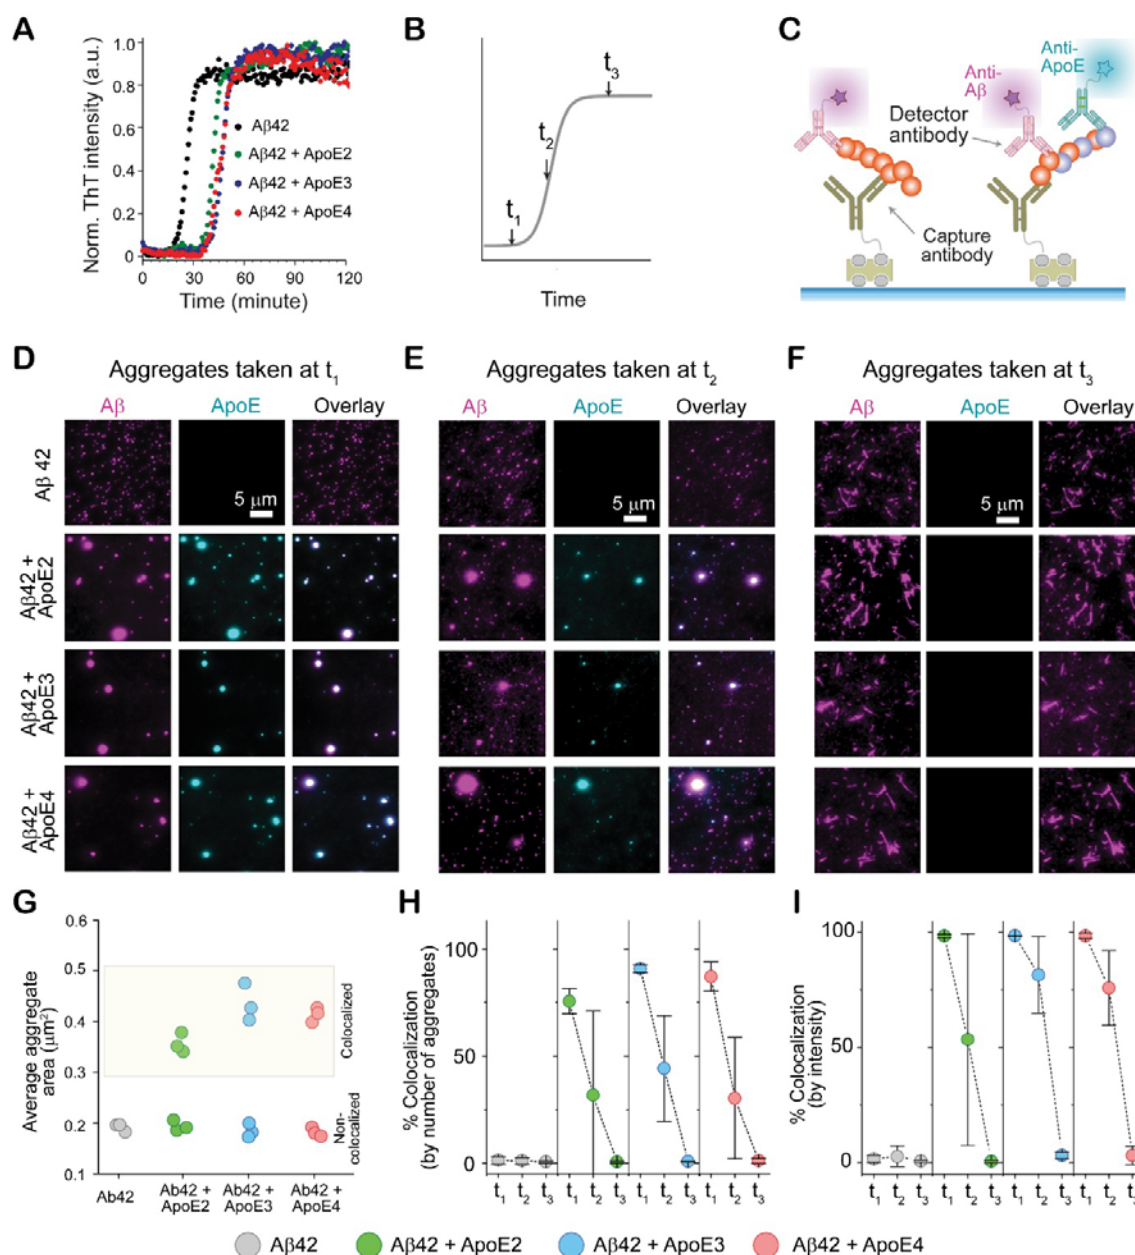 A
Norm. ThT intensity (a.u.)
1.0
0.8
0.6
0.4
0.2
0
0 30 60 90 120
Time (minute)
Aβ42
Aβ42 + ApoE2
Aβ42 + ApoE3
Aβ42 + ApoE4
B
t1
t2
t3
Time
C
Anti-
ApoE
Anti-
Aβ
Detector
antibody
Capture
antibody
D
Aggregates taken at t1
Aβ ApoE Overlay
Aβ 42
5 μm
Aβ42 +
ApoE2
Aβ42 +
ApoE3
Aβ42 +
ApoE4
E
Aggregates taken at t2
Aβ ApoE Overlay
5 μm
F
Aggregates taken at t3
Aβ ApoE Overlay
5 μm
G
Average aggregate
area (μm²)
0.6
0.5
0.4
0.3
0.2
0.1
Colocalized
Non-
colocalized
Ab42
Ab42 +
ApoE2
Ab42 +
ApoE3
Ab42 +
ApoE4
H
% Colocalization
(by number of aggregates)
100
50
0
t1 t2 t3 t1 t2 t3 t1 t2 t3 t1 t2 t3
I
% Colocalization
(by intensity)
100
50
0
t1 t2 t3 t1 t2 t3 t1 t2 t3 t1 t2
Aβ42
Aβ42 + ApoE2
Aβ42 + ApoE3
Aβ42 + ApoE4